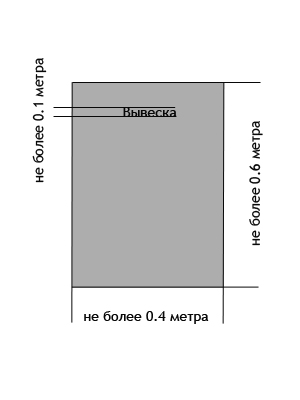 не более 0.1 метра
Вывеска
не более 0.6 метра
не более 0.4 метра